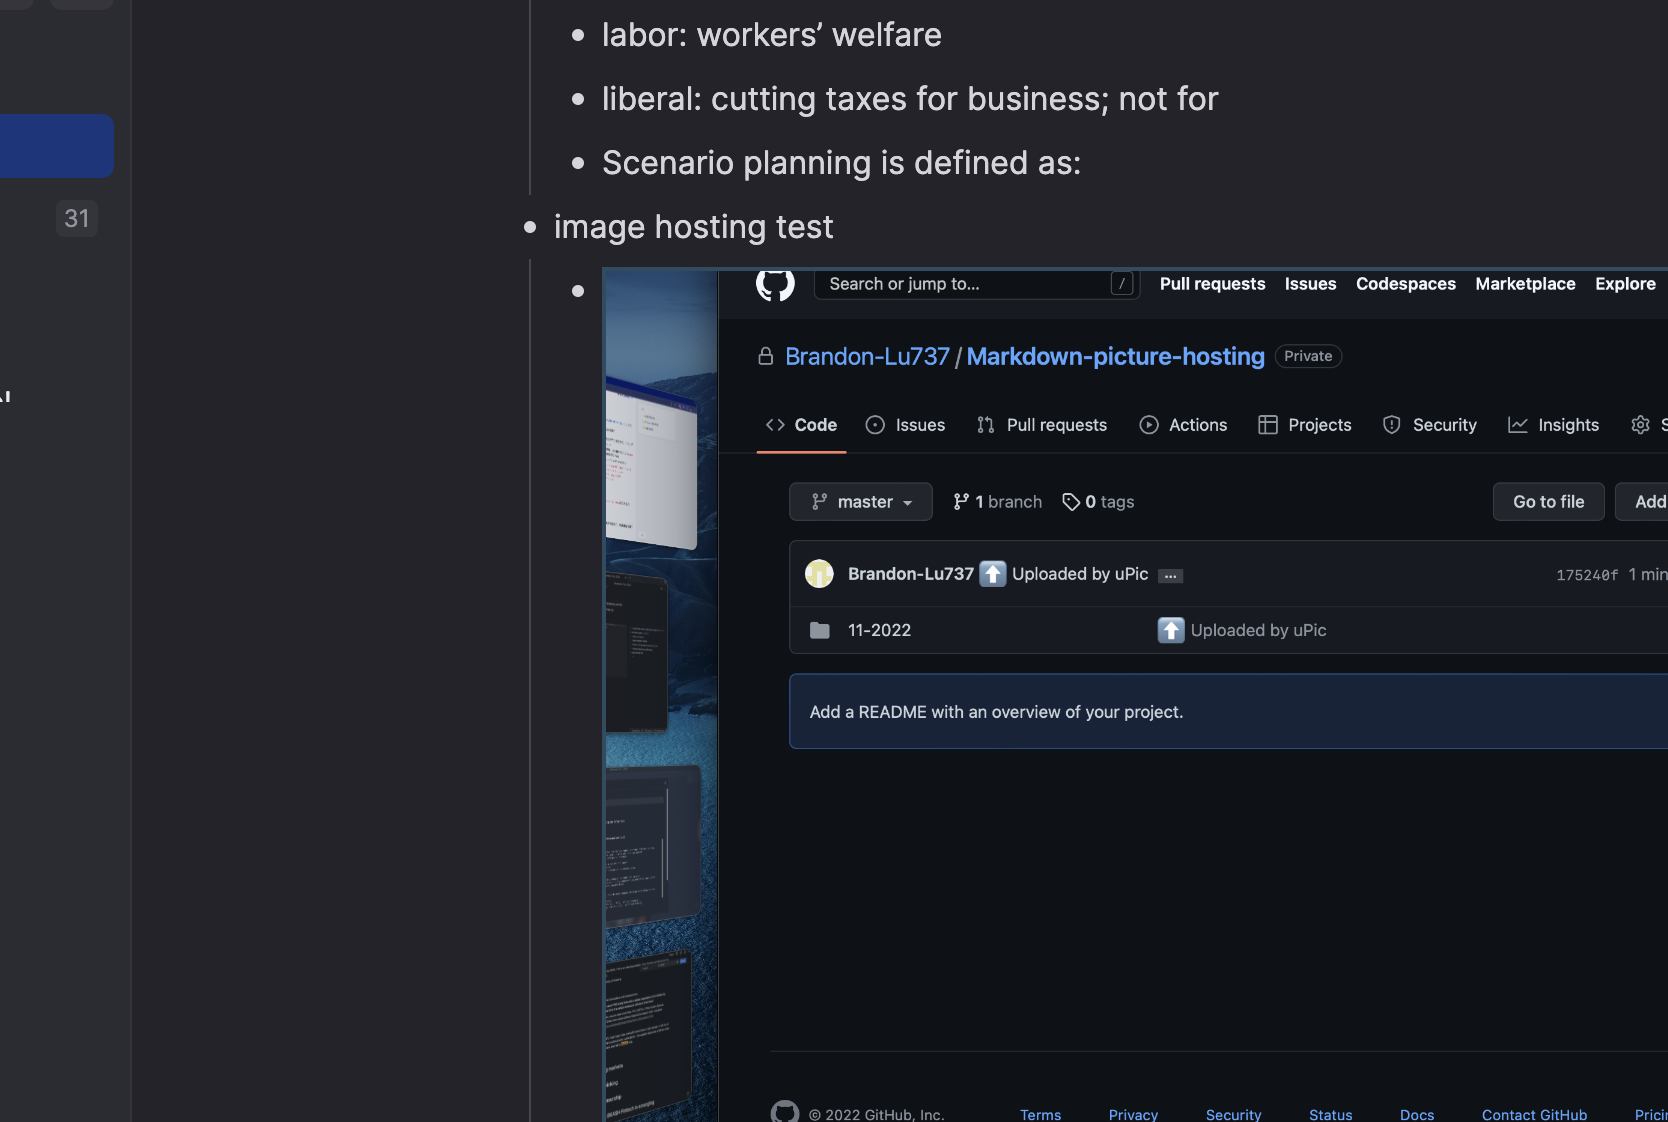 labor: workers’ welfare
liberal: cutting taxes for business; not for
Scenario planning is defined as:
31
image hosting test
Search or jump to... / Pull requests Issues Codespaces Marketplace Explore
Brandon-Lu737 / Markdown-picture-hosting Private
Code Issues Pull requests Actions Projects Security Insights
master 1 branch 0 tags Go to file Add
Brandon-Lu737 Uploaded by uPic ... 175240f 1 min
11-2022 Uploaded by uPic
Add a README with an overview of your project.
© 2022 GitHub, Inc. Terms Privacy Security Status Docs Contact GitHub